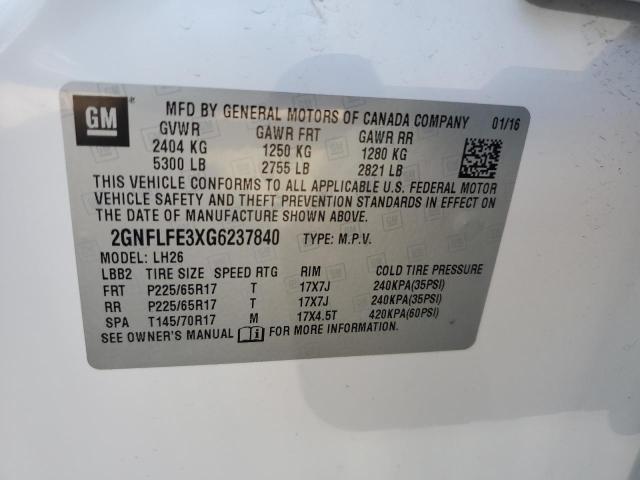 GM
MFD BY GENERAL MOTORS OF CANADA COMPANY 01/16
GVWR GAWR FRT GAWR RR
2404 KG 1250 KG 1280 KG
5300 LB 2755 LB 2821 LB
THIS VEHICLE CONFORMS TO ALL APPLICABLE U.S. FEDERAL MOTOR
VEHICLE SAFETY AND THEFT PREVENTION STANDARDS IN EFFECT ON
THE DATE OF MANUFACTURE SHOWN ABOVE.
2GNFLFE3XG6237840 TYPE: M.P.V.
MODEL: LH26
LBB2 TIRE SIZE SPEED RTG RIM COLD TIRE PRESSURE
FRT P225/65R17 T 17X7J 240KPA(35PSI)
RR P225/65R17 T 17X7J 240KPA(35PSI)
SPA T145/70R17 M 17X4.5T 420KPA(60PSI)
SEE OWNER'S MANUAL FOR MORE INFORMATION.